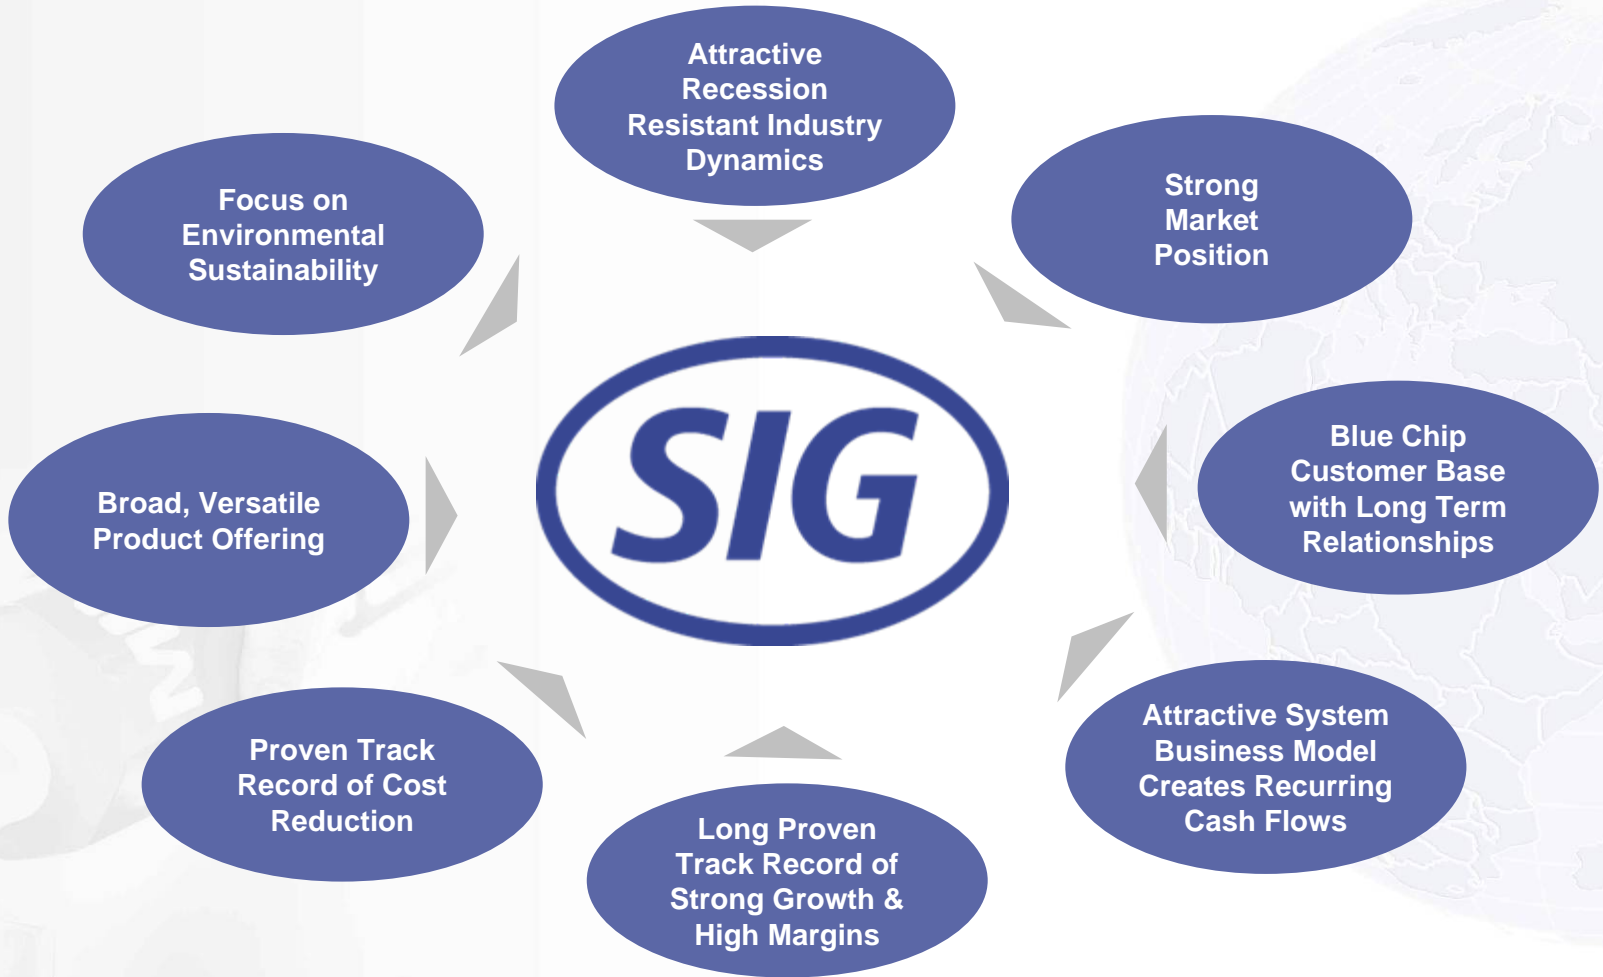 Attractive
Recession
Resistant Industry
Dynamics
Strong
Market
Position
Blue Chip
Customer Base
with Long Term
Relationships
Attractive System
Business Model
Creates Recurring
Cash Flows
Long Proven
Track Record of
Strong Growth &
High Margins
Proven Track
Record of Cost
Reduction
Broad, Versatile
Product Offering
Focus on
Environmental
Sustainability
SIG